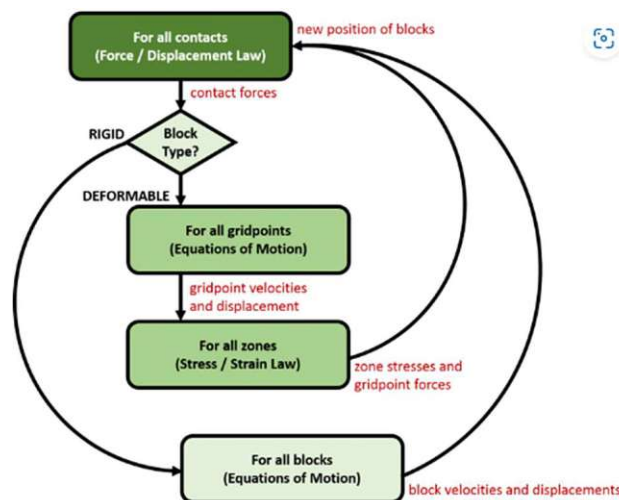 For all contacts
(Force / Displacement Law)
new position of blocks
contact forces
RIGID
Block
Type?
DEFORMABLE
For all gridpoints
(Equations of Motion)
gridpoint velocities
and displacement
For all zones
(Stress / Strain Law)
zone stresses and
gridpoint forces
For all blocks
(Equations of Motion)
block velocities and displacements